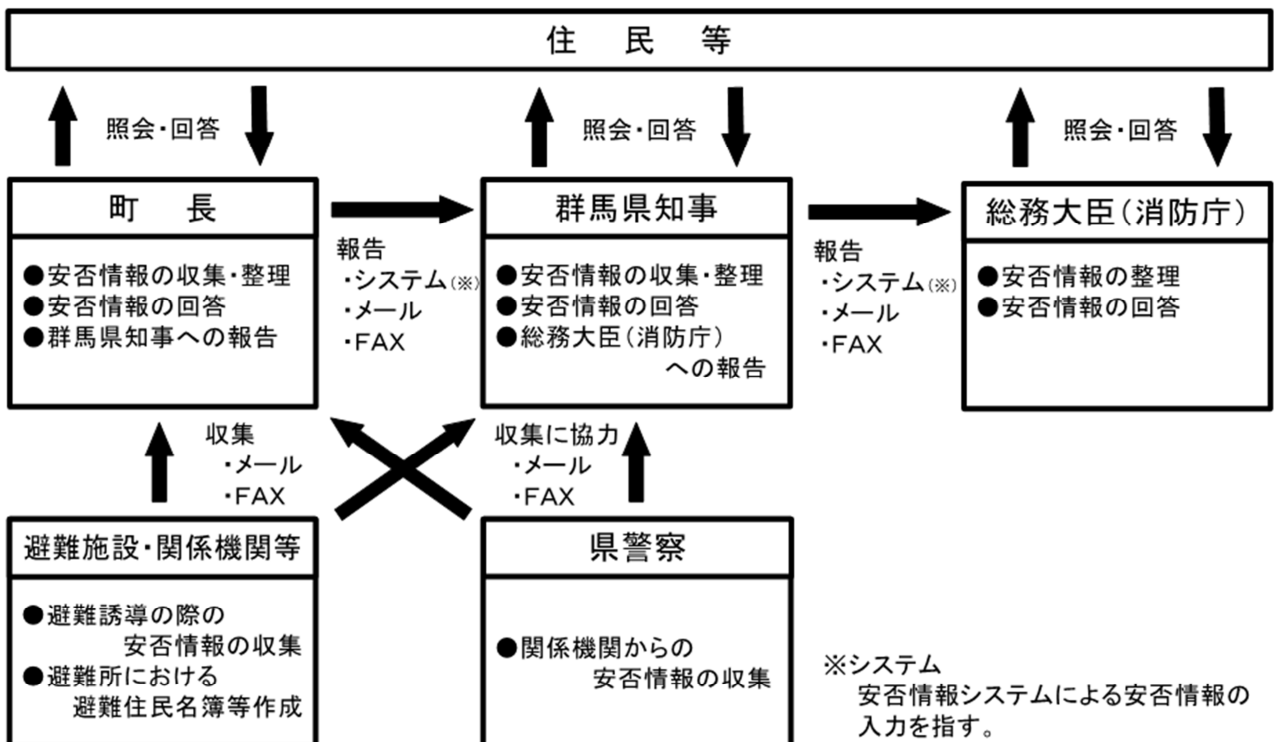 住　民　等
照会・回答
照会・回答
照会・回答
町　長
●安否情報の収集・整理
●安否情報の回答
●群馬県知事への報告
報告
・システム(※)
・メール
・FAX
群馬県知事
●安否情報の収集・整理
●安否情報の回答
●総務大臣(消防庁)
への報告
報告
・システム(※)
・メール
・FAX
総務大臣(消防庁)
●安否情報の整理
●安否情報の回答
収集
・メール
・FAX
収集に協力
・メール
・FAX
避難施設・関係機関等
●避難誘導の際の
安否情報の収集
●避難所における
避難住民名簿等作成
県警察
●関係機関からの
安否情報の収集
※システム
安否情報システムによる安否情報の
入力を指す。